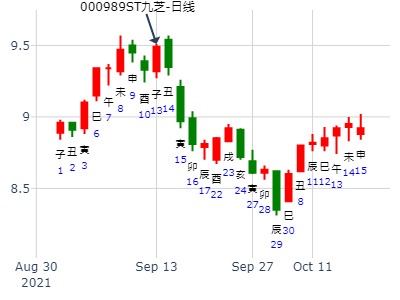 000989ST九芝-日线
9.5
9
8.5
子
1
丑
2
寅
3
巳
6
午
7
未
8
申
9
酉
10
子
13
丑
14
寅
15
卯
16
辰
17
酉
22
戌
23
亥
24
寅
27
卯
28
辰
29
巳
30
丑
8
辰
11
巳
12
午
13
未
14
申
15
Aug 30
2021
Sep 13
Sep 27
Oct 11